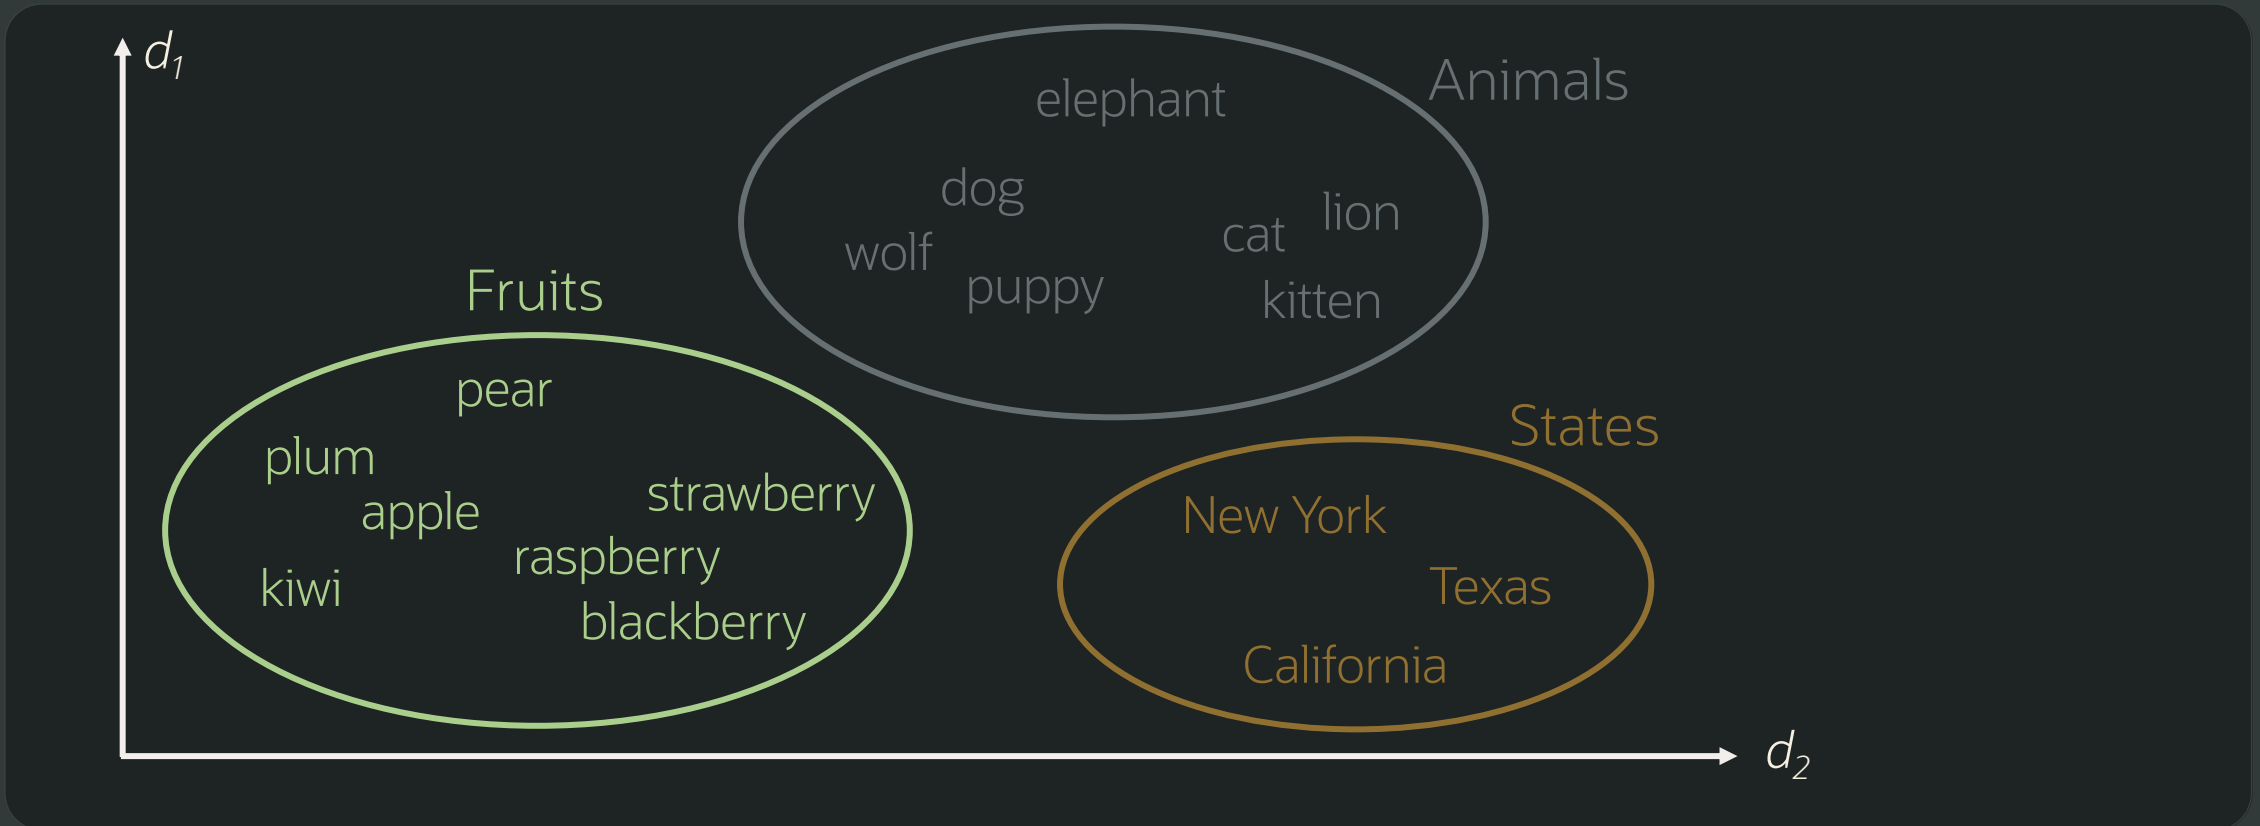 d1
elephant
Animals
dog
lion
cat
wolf
puppy
kitten
Fruits
pear
plum
strawberry
apple
raspberry
kiwi
blackberry
States
New York
Texas
California
d2